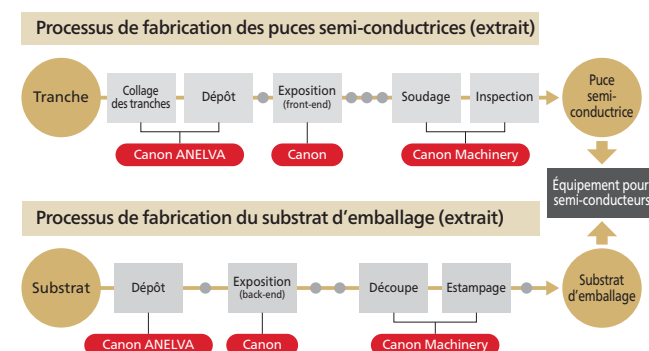 Processus de fabrication des puces semi-conductrices (extrait)
Tranche
Collage
des tranches
Dépôt
Exposition
(front-end)
Soudage
Inspection
Puce
semi-
conductrice
Canon ANELVA
Canon
Canon Machinery
Équipement pour
semi-conducteurs
Processus de fabrication du substrat d'emballage (extrait)
Substrat
Dépôt
Exposition
(back-end)
Découpe
Estampage
Substrat
d'emballage
Canon ANELVA
Canon
Canon Machinery